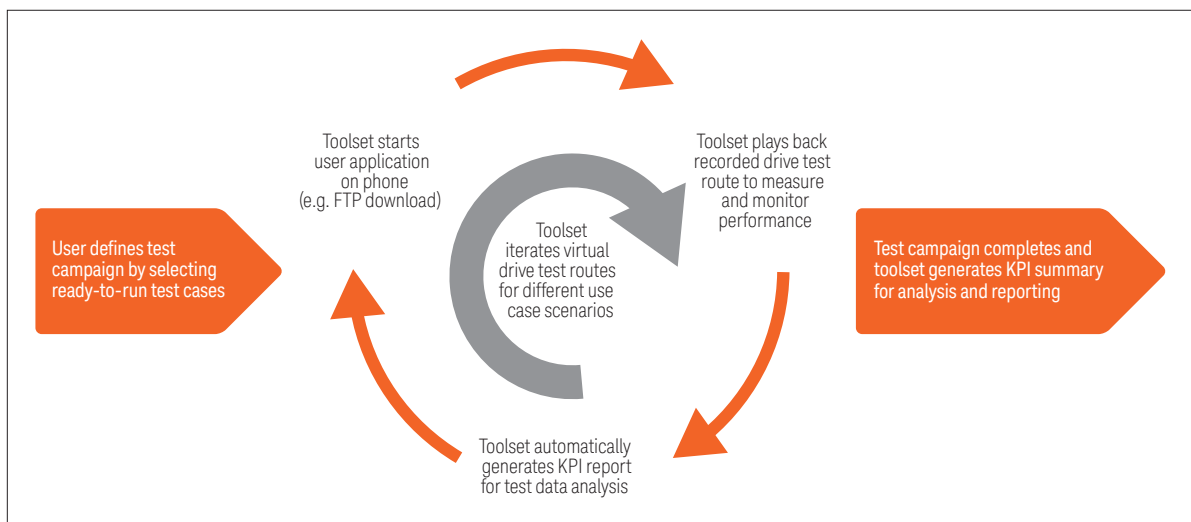 User defines test
campaign by selecting
ready-to-run test cases
Toolset starts
user application
on phone
(e.g. FTP download)
Toolset plays back
recorded drive test
route to measure
and monitor
performance
Toolset automatically
generates KPI report
for test data analysis
Toolset
iterates virtual
drive test routes
for different use
case scenarios
Test campaign completes and
toolset generates KPI summary
for analysis and reporting